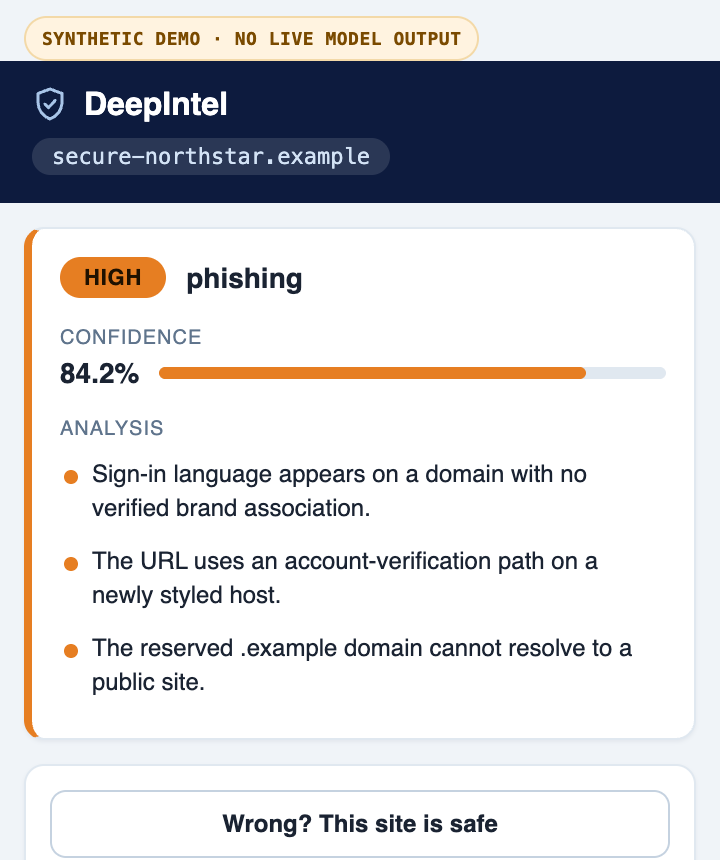 SYNTHETIC DEMO · NO LIVE MODEL OUTPUT
DeepIntel
secure-northstar.example
HIGH phishing
CONFIDENCE
84.2%
ANALYSIS
Sign-in language appears on a domain with no
verified brand association.
The URL uses an account-verification path on a
newly styled host.
The reserved .example domain cannot resolve to a
public site.
Wrong? This site is safe